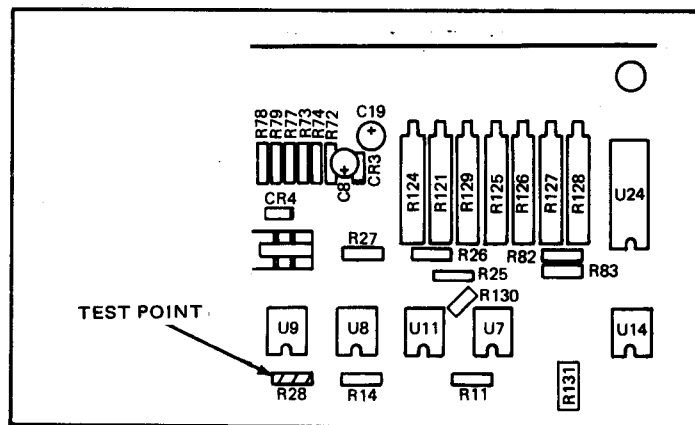 R78
R79
R77
R73
R74
R72
C19
C8
CR3
CR4
R124
R121
R129
R125
R126
R127
R128
U24
R27
R26
R82
R25
R83
R130
TEST POINT
U9
U8
U11
U7
U14
R28
R14
R11
R131